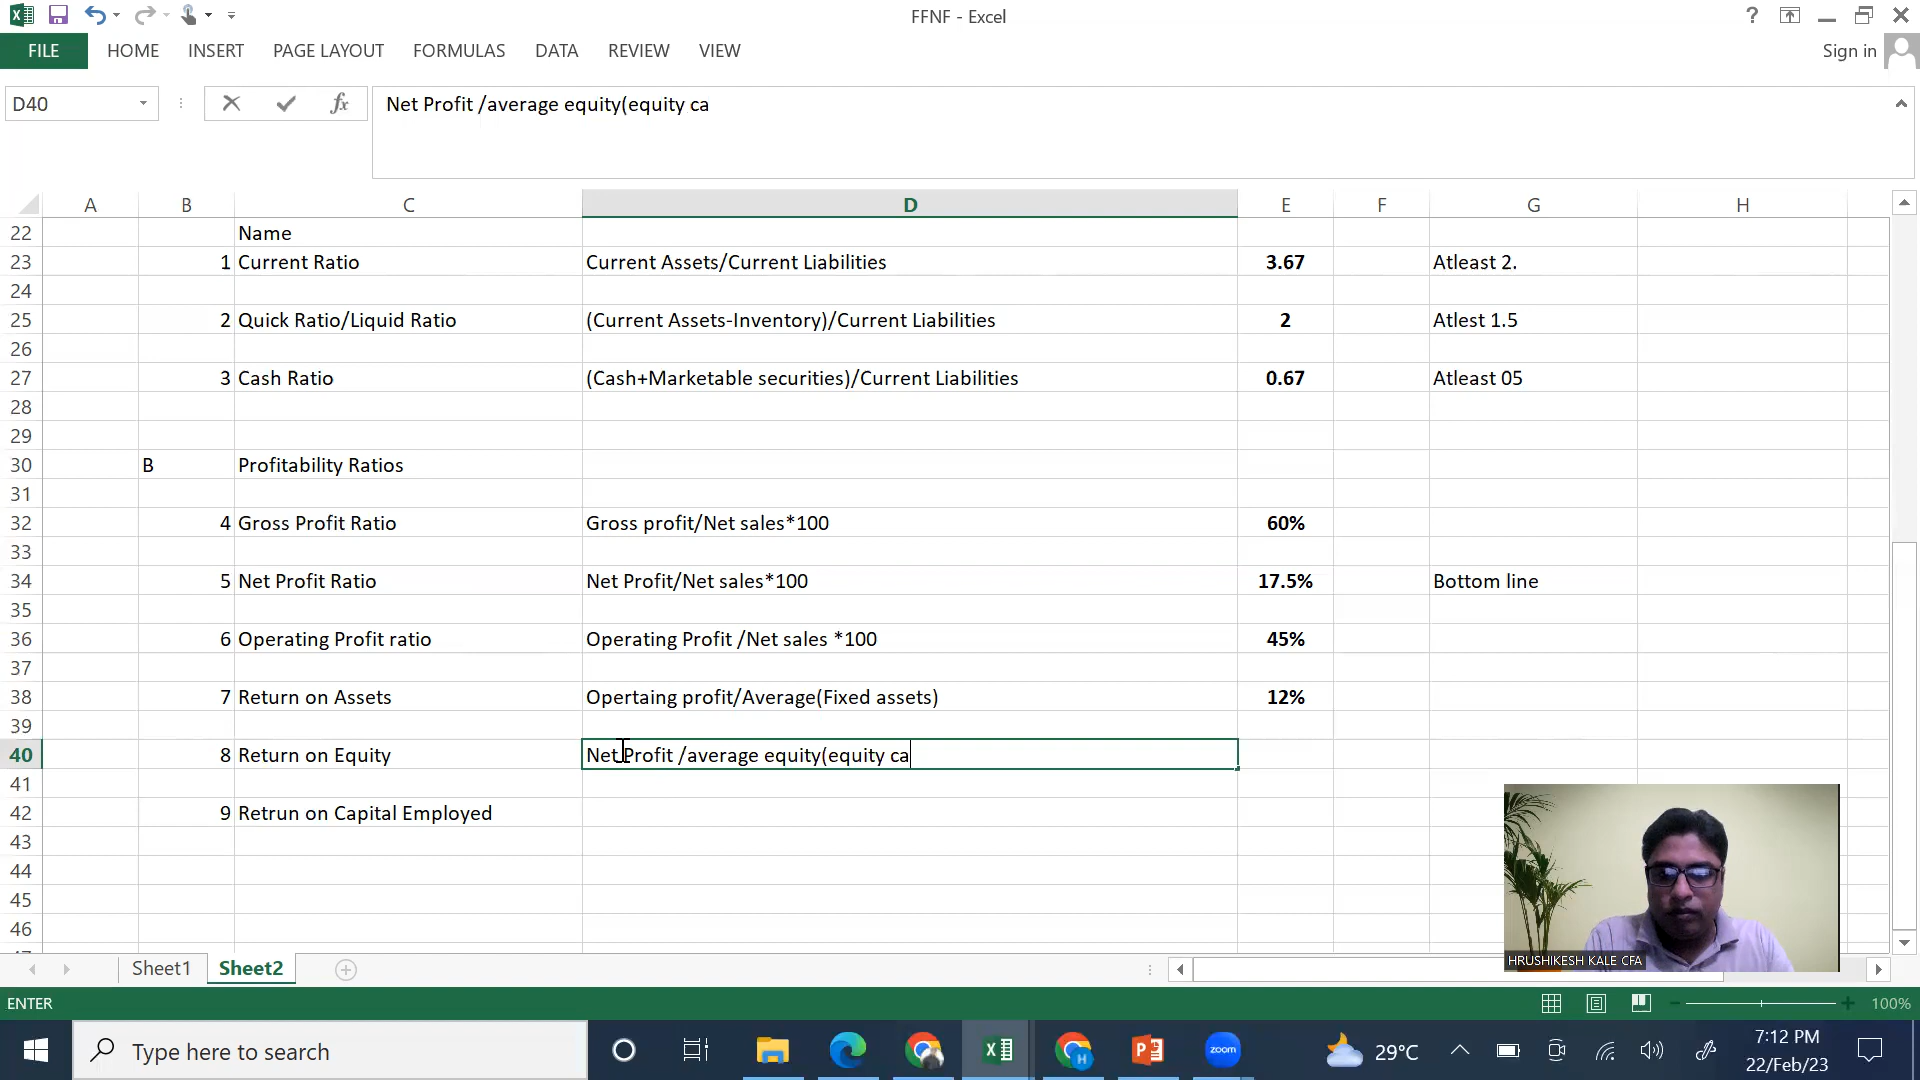 FFNF - Excel
FILE HOME INSERT PAGE LAYOUT FORMULAS DATA REVIEW VIEW
Sign in
D40
fx
Net Profit /average equity(equity ca
A B C D E F G H
22 Name
23 1 Current Ratio Current Assets/Current Liabilities 3.67 Atleast 2.
24
25 2 Quick Ratio/Liquid Ratio (Current Assets-Inventory)/Current Liabilities 2 Atlest 1.5
26
27 3 Cash Ratio (Cash+Marketable securities)/Current Liabilities 0.67 Atleast 05
28
29
30 B Profitability Ratios
31
32 4 Gross Profit Ratio Gross profit/Net sales*100 60%
33
34 5 Net Profit Ratio Net Profit/Net sales*100 17.5% Bottom line
35
36 6 Operating Profit ratio Operating Profit /Net sales *100 45%
37
38 7 Return on Assets Opertaing profit/Average(Fixed assets) 12%
39
40 8 Return on Equity Net Profit /average equity(equity ca
41
42 9 Retrun on Capital Employed
43
44
45
46
HRUSHIKESH KALE CFA
Sheet1 Sheet2
ENTER
100%
Type here to search
zoom
29°C
7:12 PM
22/Feb/23